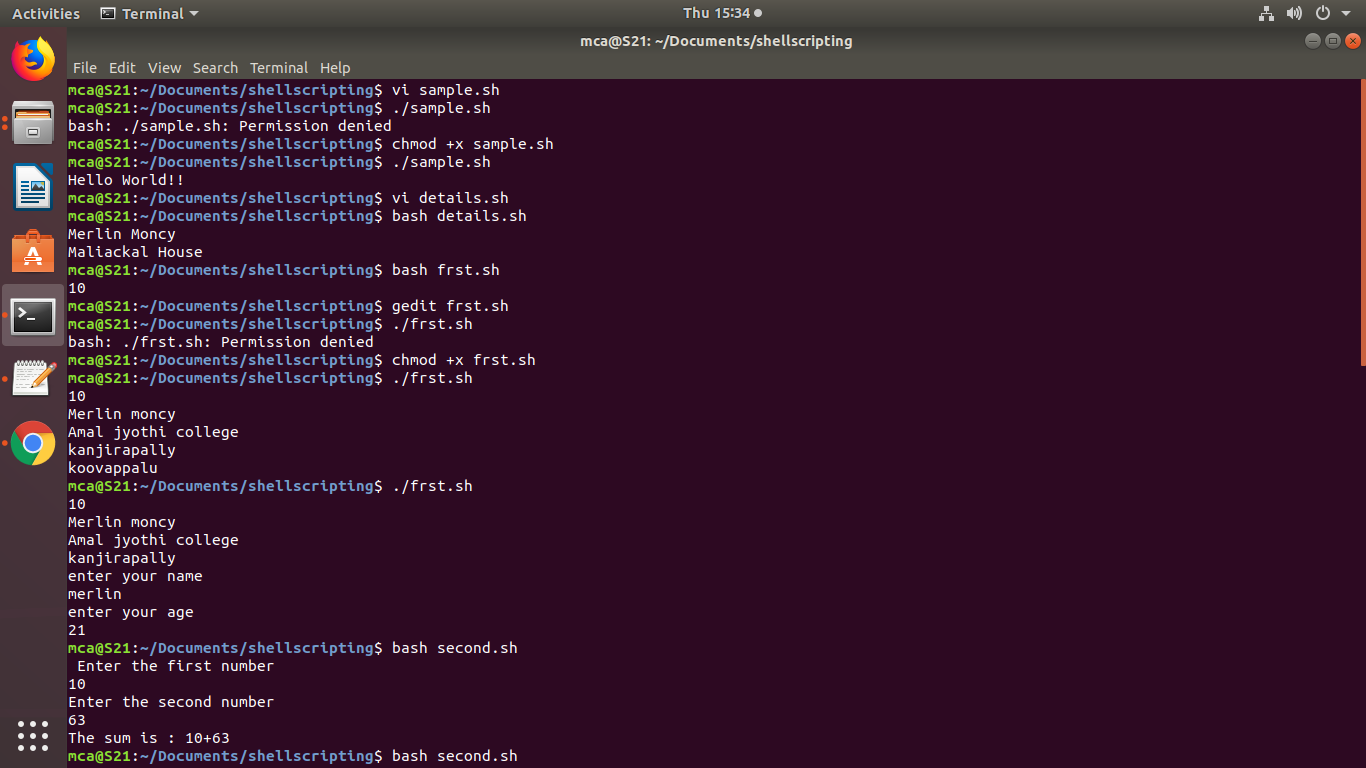 Activities Terminal Thu 15:34
mca@S21: ~/Documents/shellscripting
File Edit View Search Terminal Help
mca@S21:~/Documents/shellscripting$ vi sample.sh
mca@S21:~/Documents/shellscripting$ ./sample.sh
bash: ./sample.sh: Permission denied
mca@S21:~/Documents/shellscripting$ chmod +x sample.sh
mca@S21:~/Documents/shellscripting$ ./sample.sh
Hello World!!
mca@S21:~/Documents/shellscripting$ vi details.sh
mca@S21:~/Documents/shellscripting$ bash details.sh
Merlin Moncy
Maliackal House
mca@S21:~/Documents/shellscripting$ bash frst.sh
10
mca@S21:~/Documents/shellscripting$ gedit frst.sh
mca@S21:~/Documents/shellscripting$ ./frst.sh
bash: ./frst.sh: Permission denied
mca@S21:~/Documents/shellscripting$ chmod +x frst.sh
mca@S21:~/Documents/shellscripting$ ./frst.sh
10
Merlin moncy
Amal jyothi college
kanjirapally
koovappalu
mca@S21:~/Documents/shellscripting$ ./frst.sh
10
Merlin moncy
Amal jyothi college
kanjirapally
enter your name
merlin
enter your age
21
mca@S21:~/Documents/shellscripting$ bash second.sh
 Enter the first number
10
Enter the second number
63
The sum is : 10+63
mca@S21:~/Documents/shellscripting$ bash second.sh